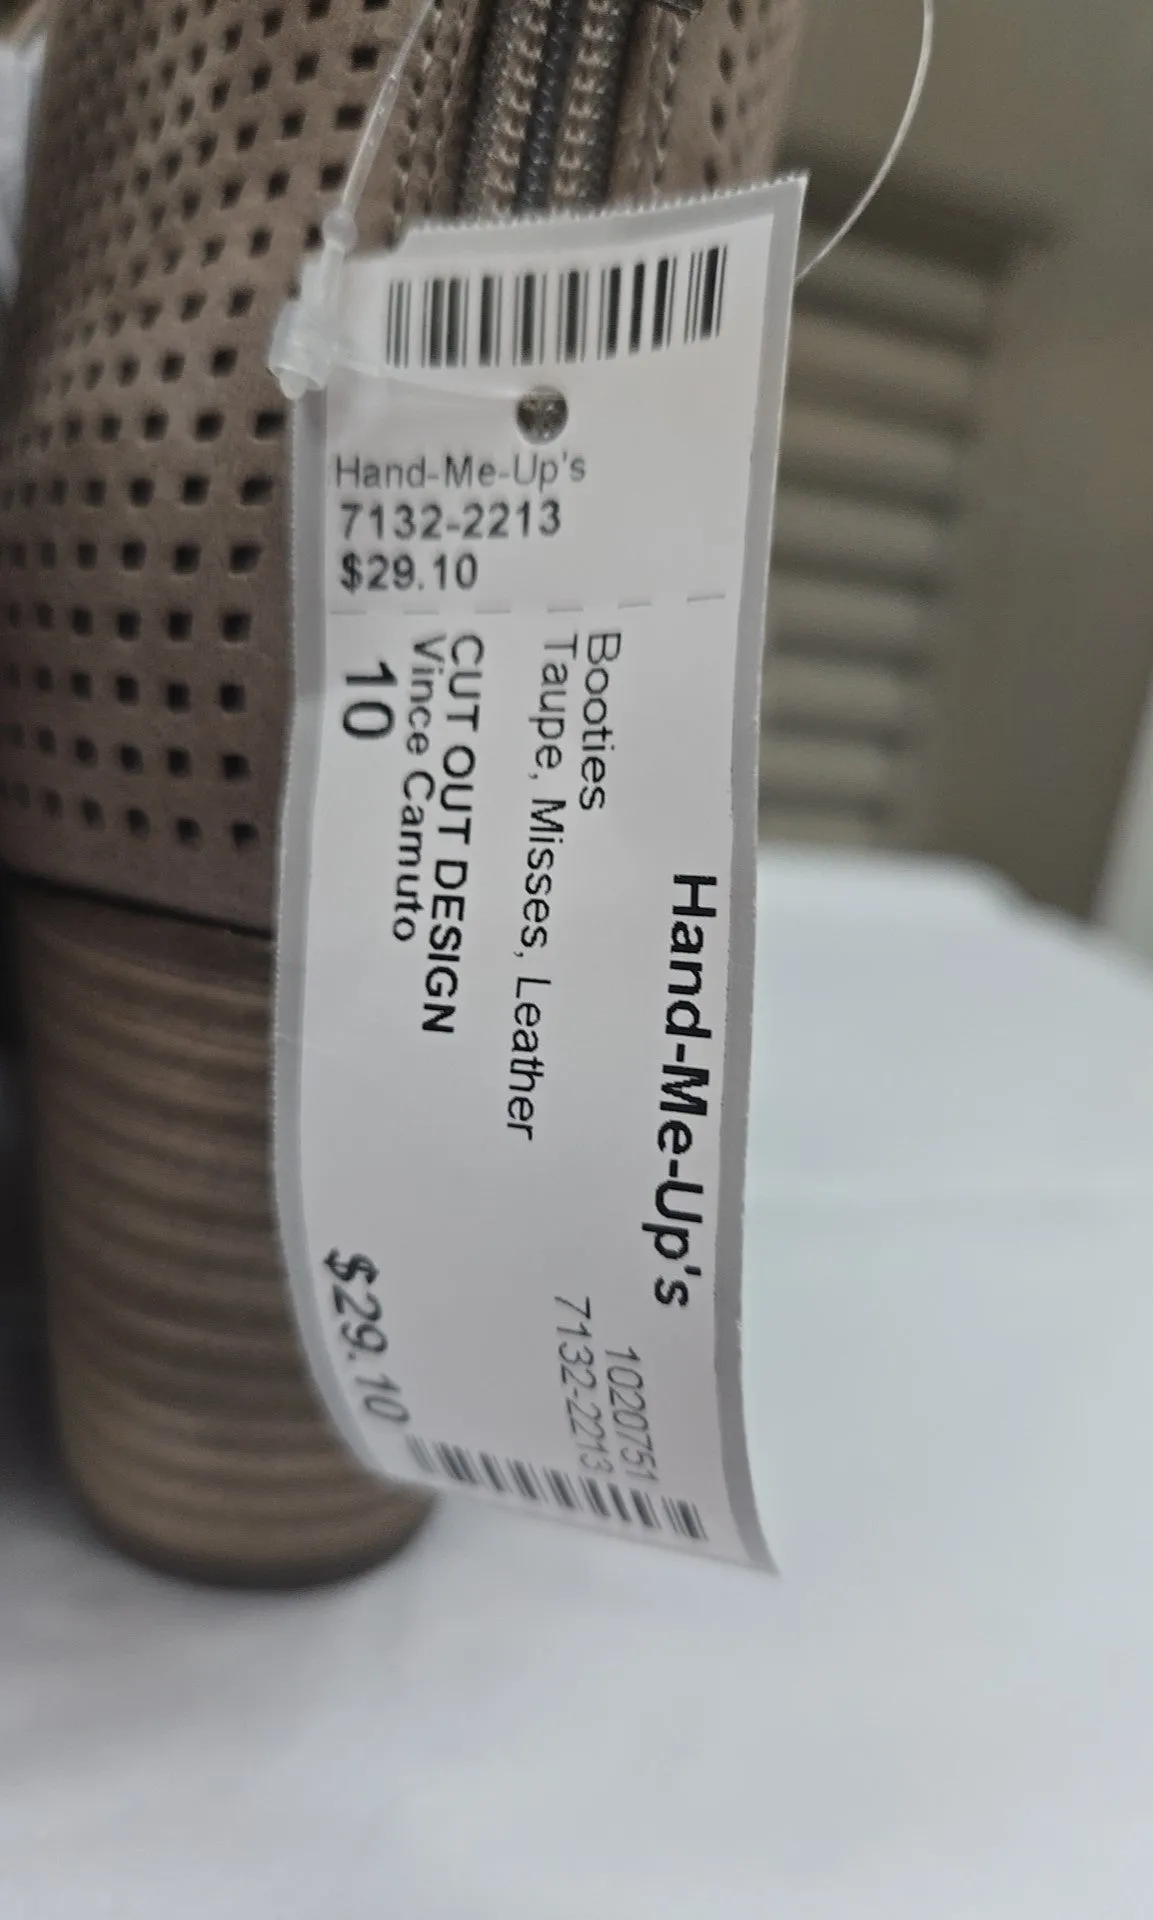 Hand-Me-Up's
7132-2213
$29.10
Hand-Me-Up's
1020751
Booties
7132-2213
Taupe, Misses, Leather
CUT OUT DESIGN
Vince Camuto
10
$29.10